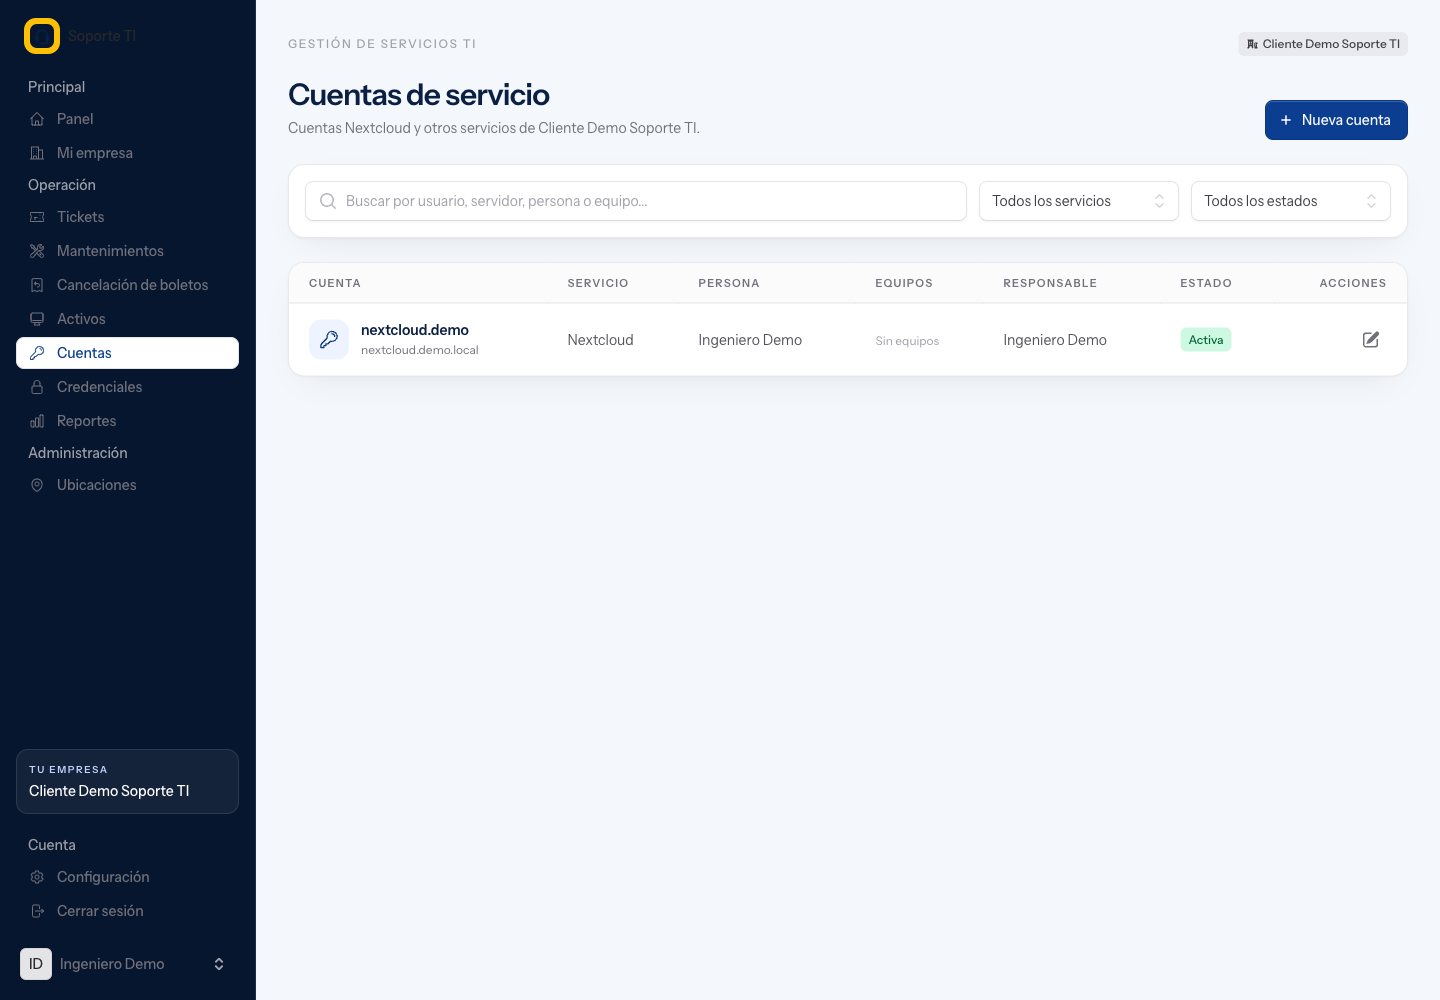 Soporte TI
Principal
Panel
Mi empresa
Operación
Tickets
Mantenimientos
Cancelación de boletos
Activos
Cuentas
Credenciales
Reportes
Administración
Ubicaciones
TU EMPRESA
Cliente Demo Soporte TI
Cuenta
Configuración
Cerrar sesión
ID Ingeniero Demo
GESTIÓN DE SERVICIOS TI
Cliente Demo Soporte TI
Cuentas de servicio
Cuentas Nextcloud y otros servicios de Cliente Demo Soporte TI.
+ Nueva cuenta
Buscar por usuario, servidor, persona o equipo... Todos los servicios Todos los estados
CUENTA SERVICIO PERSONA EQUIPOS RESPONSABLE ESTADO ACCIONES
nextcloud.demo
nextcloud.demo.local
Nextcloud Ingeniero Demo Sin equipos Ingeniero Demo Activa